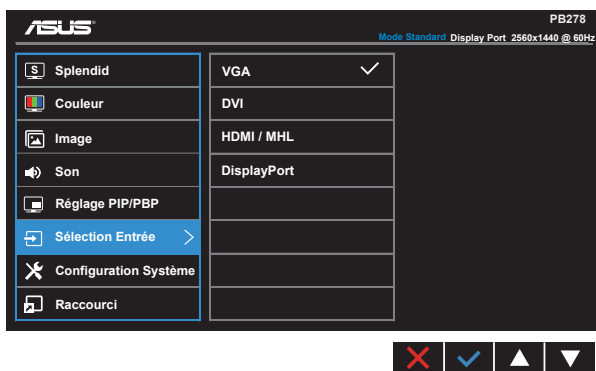 ASUS
PB278
Mode Standard Display Port 2560x1440 @ 60Hz
S Splendid
Couleur
Image
Son
Réglage PIP/PBP
Sélection Entrée
Configuration Système
Raccourci
VGA
DVI
HDMI / MHL
DisplayPort